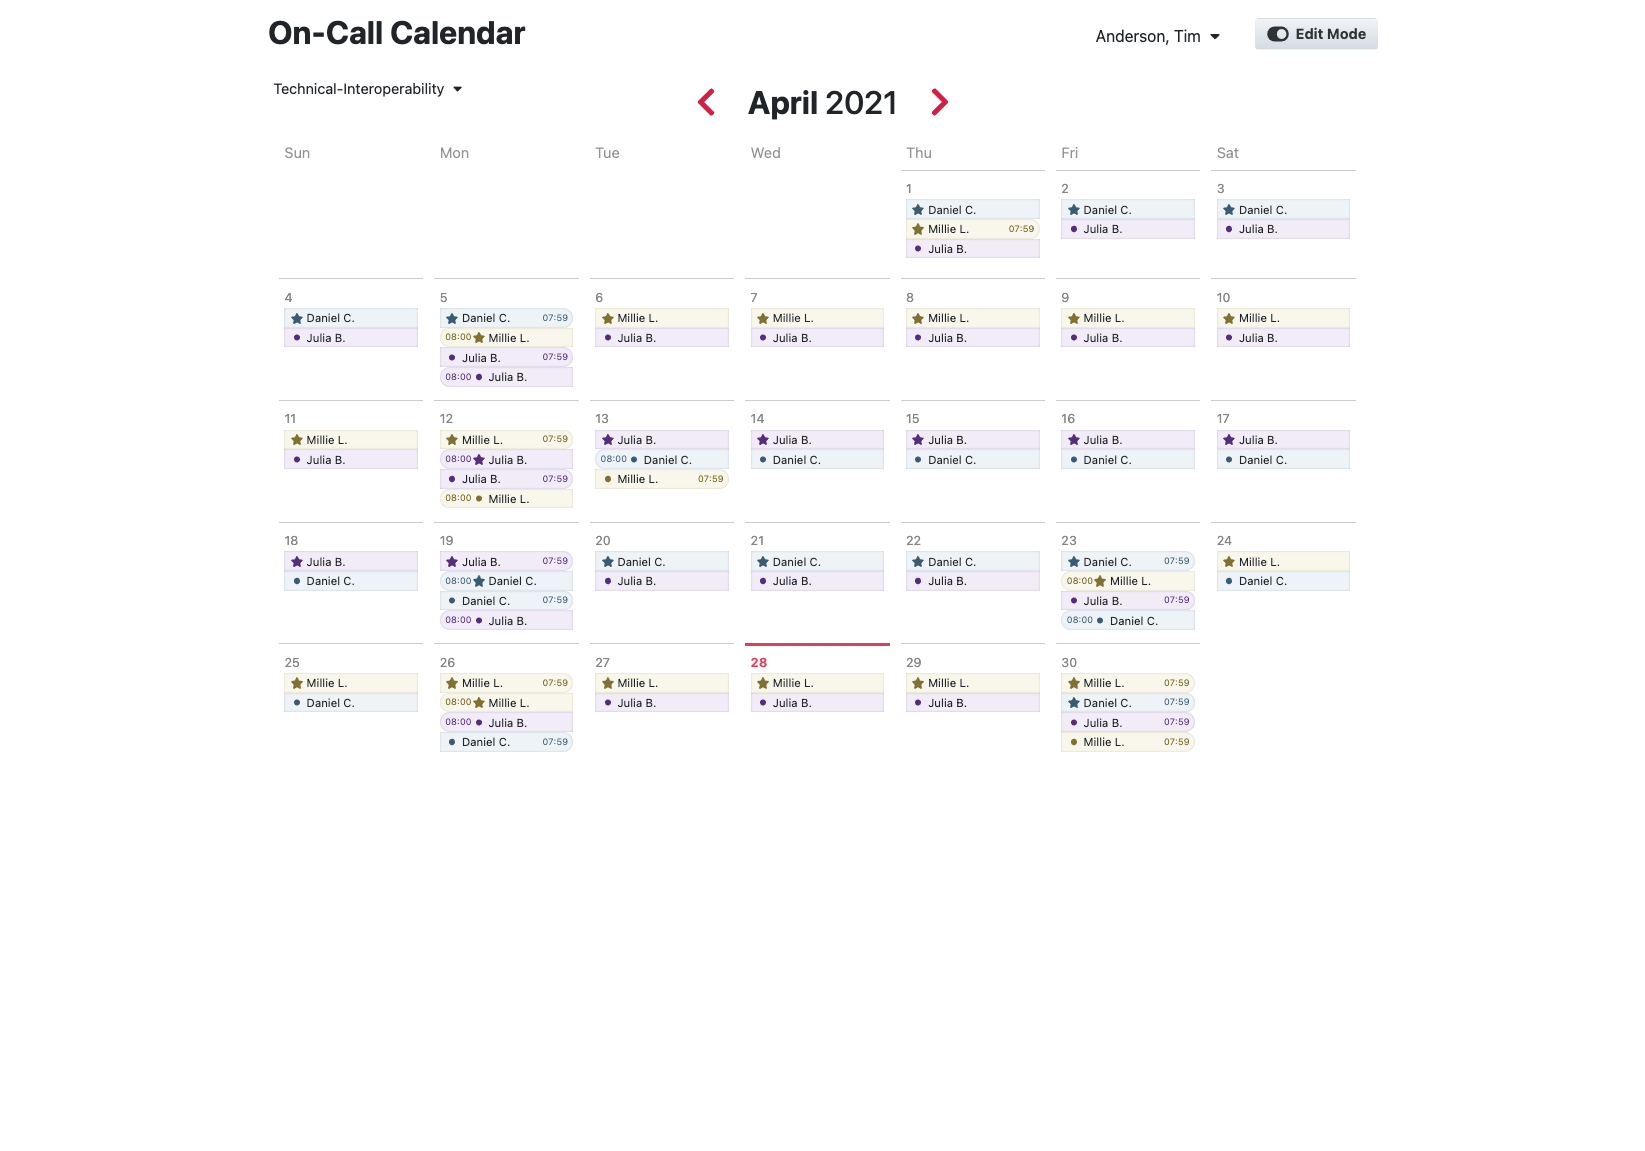 On-Call Calendar
Anderson, Tim
Edit Mode
Technical-Interoperability
April 2021
Sun Mon Tue Wed Thu Fri Sat
1
Daniel C.
Millie L. 07:59
Julia B.
2
Daniel C.
Julia B.
3
Daniel C.
Julia B.
4
Daniel C.
Julia B.
5
Daniel C. 07:59
08:00 Millie L.
Julia B. 07:59
08:00 Julia B.
6
Millie L.
Julia B.
7
Millie L.
Julia B.
8
Millie L.
Julia B.
9
Millie L.
Julia B.
10
Millie L.
Julia B.
11
Millie L.
Julia B.
12
Millie L. 07:59
08:00 Julia B.
Julia B. 07:59
08:00 Millie L.
13
Julia B.
08:00 Daniel C.
Millie L. 07:59
14
Julia B.
Daniel C.
15
Julia B.
Daniel C.
16
Julia B.
Daniel C.
17
Julia B.
Daniel C.
18
Julia B.
Daniel C.
19
Julia B. 07:59
08:00 Daniel C.
Daniel C. 07:59
08:00 Julia B.
20
Daniel C.
Julia B.
21
Daniel C.
Julia B.
22
Daniel C.
Julia B.
23
Daniel C. 07:59
08:00 Millie L.
Julia B. 07:59
08:00 Daniel C.
24
Millie L.
Daniel C.
25
Millie L.
Daniel C.
26
Millie L. 07:59
08:00 Millie L.
08:00 Julia B.
Daniel C. 07:59
27
Millie L.
Julia B.
28
Millie L.
Julia B.
29
Millie L.
Julia B.
30
Millie L. 07:59
Daniel C. 07:59
Julia B. 07:59
Millie L. 07:59